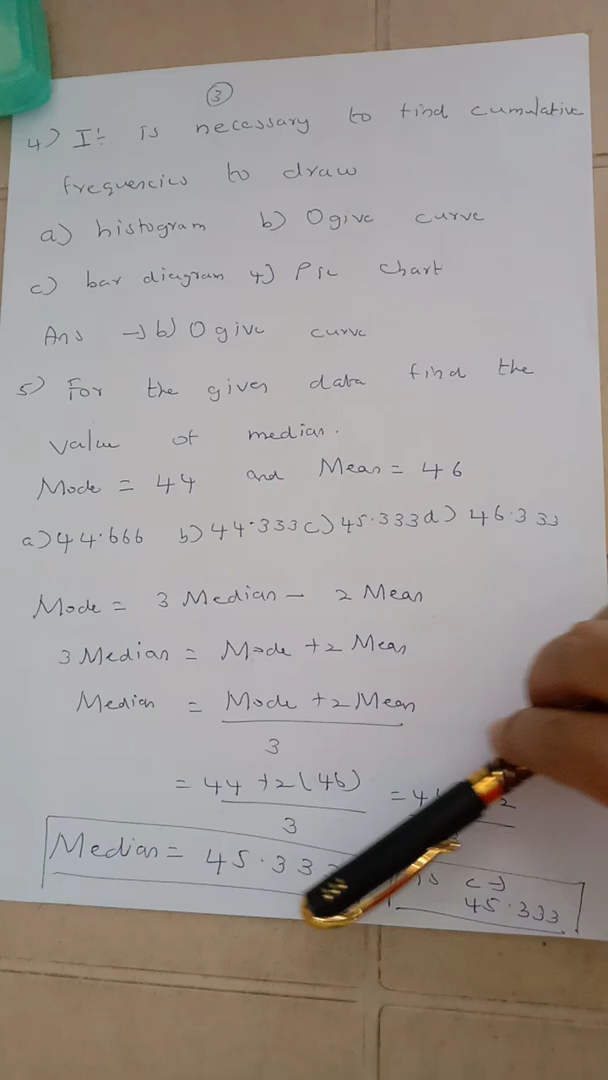 3
4) It is necessary to find cumulative
frequencies to draw
a) histogram b) Ogive curve
c) bar diagram 4) Pie chart
Ans → b) Ogive curve
5) For the given data find the
value of median.
Mode = 44 and Mean = 46
a) 44.666 b) 44.333 c) 45.333 d) 46.333
Mode = 3 Median - 2 Mean
3 Median = Mode + 2 Mean
Median = Mode + 2 Mean
3
= 44 + 2(46)
3
Median = 45.33
is c →
45.333